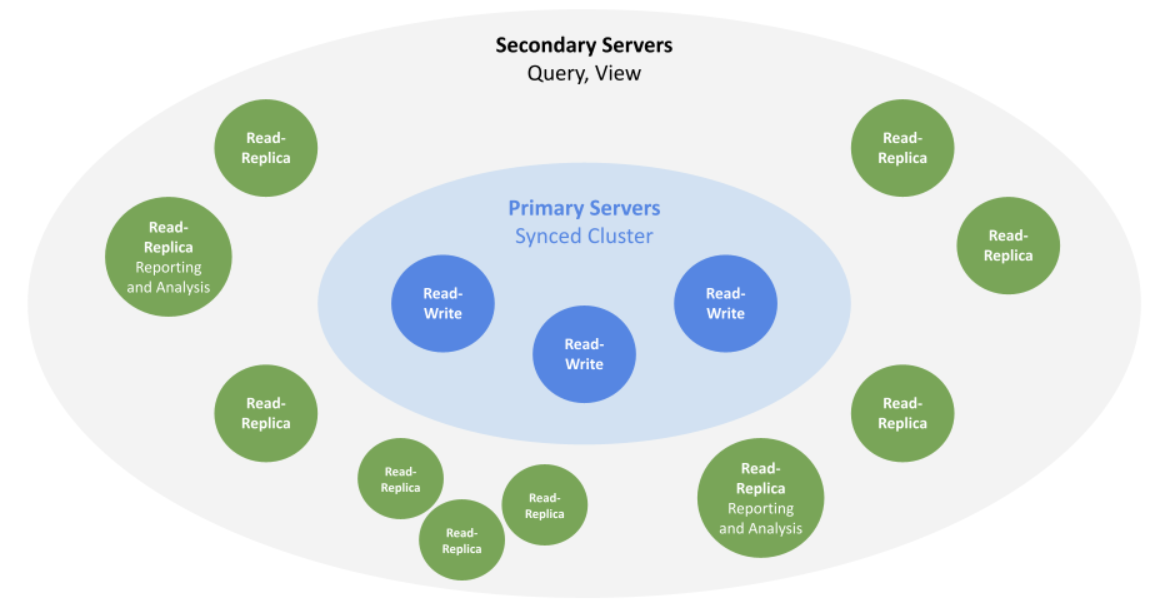 Secondary Servers
Query, View
Read-
Replica
Read-
Replica
Read-
Replica
Reporting
and Analysis
Read-
Replica
Primary Servers
Synced Cluster
Read-
Write
Read-
Write
Read-
Write
Read-
Replica
Read-
Replica
Read-
Replica
Read-
Replica
Read-
Replica
Read-
Replica
Reporting
and Analysis
Read-
Replica